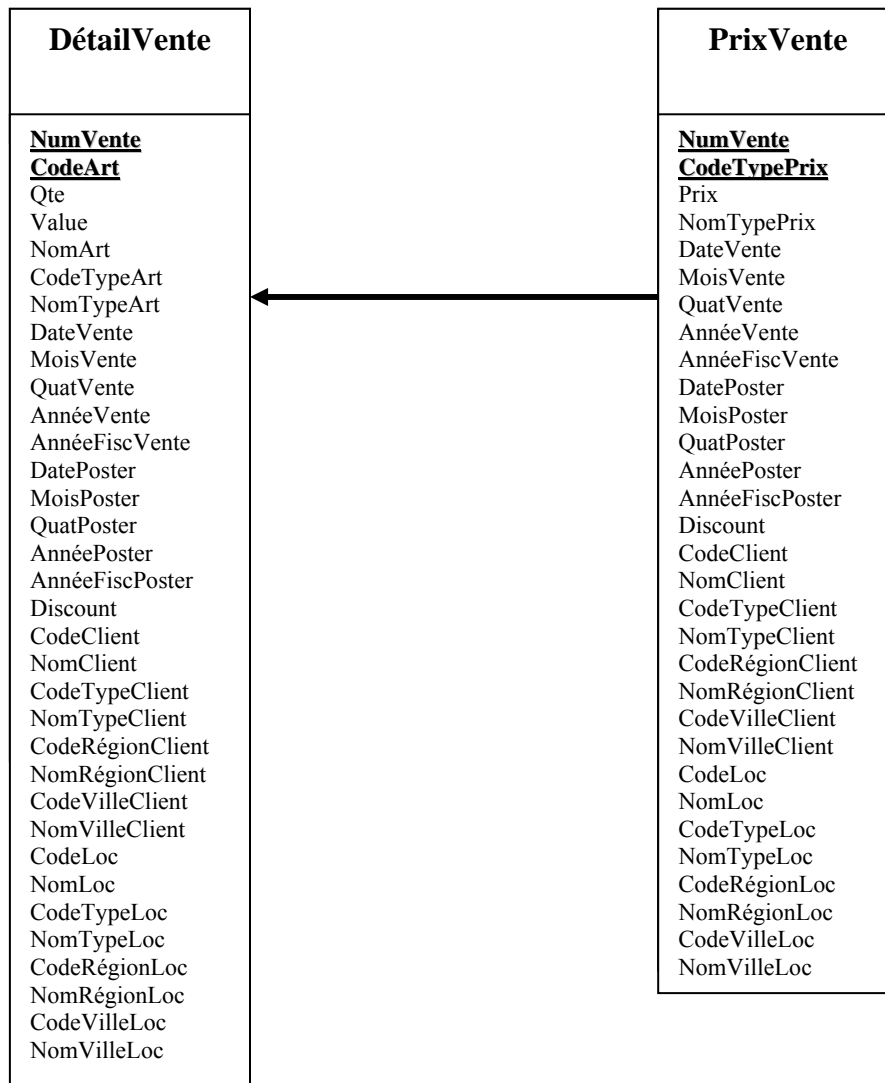 DétailVente
NumVente
CodeArt
Qte
Value
NomArt
CodeTypeArt
NomTypeArt
DateVente
MoisVente
QuatVente
AnnéeVente
AnnéeFiscVente
DatePoster
MoisPoster
QuatPoster
AnnéePoster
AnnéeFiscPoster
Discount
CodeClient
NomClient
CodeTypeClient
NomTypeClient
CodeRégionClient
NomRégionClient
CodeVilleClient
NomVilleClient
CodeLoc
NomLoc
CodeTypeLoc
NomTypeLoc
CodeRégionLoc
NomRégionLoc
CodeVilleLoc
NomVilleLoc
PrixVente
NumVente
CodeTypePrix
Prix
NomTypePrix
DateVente
MoisVente
QuatVente
AnnéeVente
AnnéeFiscVente
DatePoster
MoisPoster
QuatPoster
AnnéePoster
AnnéeFiscPoster
Discount
CodeClient
NomClient
CodeTypeClient
NomTypeClient
CodeRégionClient
NomRégionClient
CodeVilleClient
NomVilleClient
CodeLoc
NomLoc
CodeTypeLoc
NomTypeLoc
CodeRégionLoc
NomRégionLoc
CodeVilleLoc
NomVilleLoc